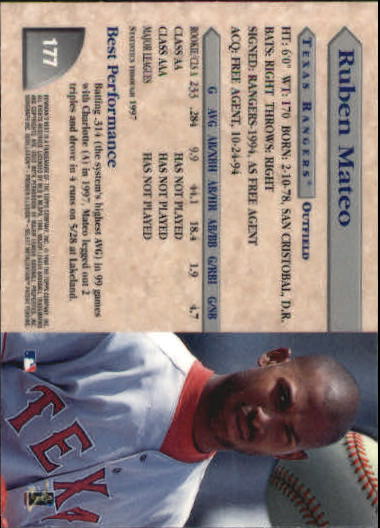 Ruben Mateo
TEXAS RANGERS® OUTFIELD
HT: 6'0" WT: 170 BORN: 2-10-78, SAN CRISTOBAL, D.R.
BATS: RIGHT THROWS: RIGHT
SIGNED: RANGERS-1994, AS FREE AGENT
ACQ: FREE AGENT, 10-24-94
G AVG AB/XBH AB/HR AB/BB G/RBI G/SB
ROOKIE/CLS A 233 .284 9.9 44.1 18.4 1.9 4.7
CLASS AA HAS NOT PLAYED
CLASS AAA HAS NOT PLAYED
MAJOR LEAGUES HAS NOT PLAYED
STATISTICS THROUGH 1997
Best Performance
Batting .314 (the system's highest AVG) in 99 games
with Charlotte (A) in 1997, Mateo legged out 2
triples and drove in 4 runs on 5/28 at Lakeland.
177
TEXA